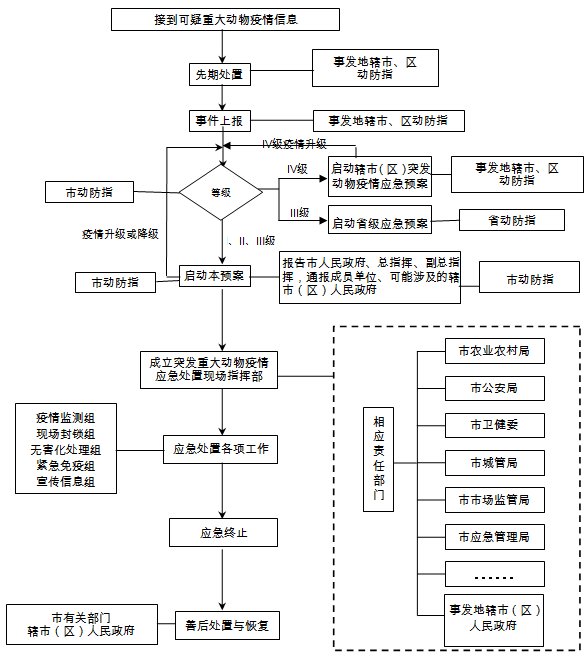 接到可疑重大动物疫情信息
先期处置
事发地辖市、区
动防指
事件上报
事发地辖市、区动防指
IV级疫情升级
等级
市动防指
IV级
启动辖市（区）突发
动物疫情应急预案
事发地辖市、区
动防指
III级
启动省级应急预案
省动防指
疫情升级或降级
I、II、III级
市动防指
启动本预案
报告市人民政府、总指挥、副总指
挥，通报成员单位、可能涉及的辖
市（区）人民政府
市动防指
成立突发重大动物疫情
应急处置现场指挥部
疫情监测组
现场封锁组
无害化处理组
紧急免疫组
宣传信息组
应急处置各项工作
应急终止
善后处置与恢复
市有关部门
辖市（区）人民政府
相应责任部门
市农业农村局
市公安局
市卫健委
市城管局
市市场监管局
市应急管理局
……
事发地辖市（区）
人民政府